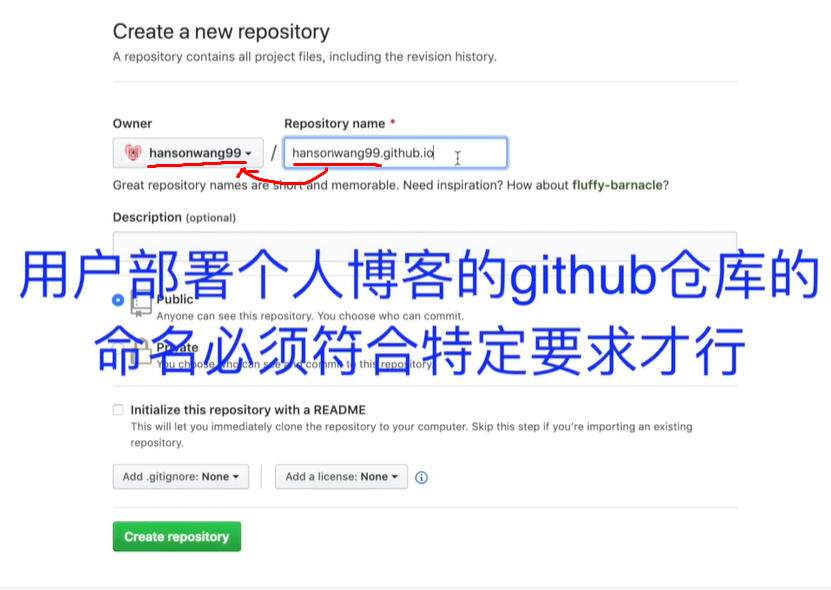 Create a new repository
A repository contains all project files, including the revision history.
Owner
Repository name *
hansonwang99
/
hansonwang99.github.io
Great repository names are short and memorable. Need inspiration? How about fluffy-barnacle?
Description (optional)
用户部署个人博客的github仓库的
Public
Anyone can see this repository. You choose who can commit.
命名必须符合特定要求才行
Private
You choose who can see and commit to this repository.
Initialize this repository with a README
This will let you immediately clone the repository to your computer. Skip this step if you're importing an existing
repository.
Add .gitignore: None
Add a license: None
Create repository